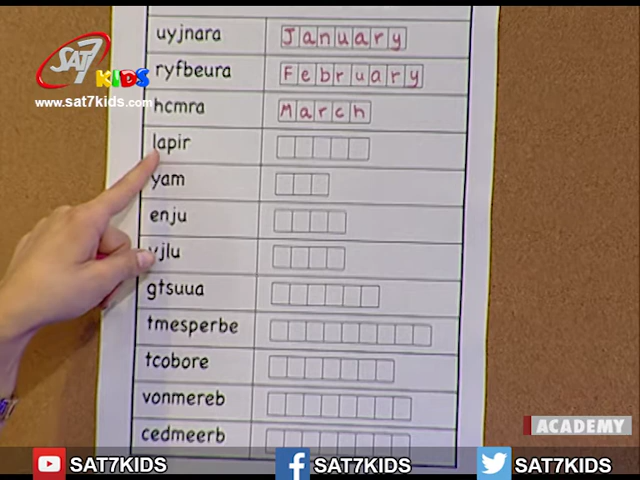 uyjnara January
ryfbeura February
hcmra March
lapir
yam
enju
yjlu
gtsuua
tmesperbe
tcobore
vonmereb
cedmeerb
SAT7
KIDS
www.sat7kids.com
ACADEMY
SAT7KIDS SAT7KIDS SAT7KIDS